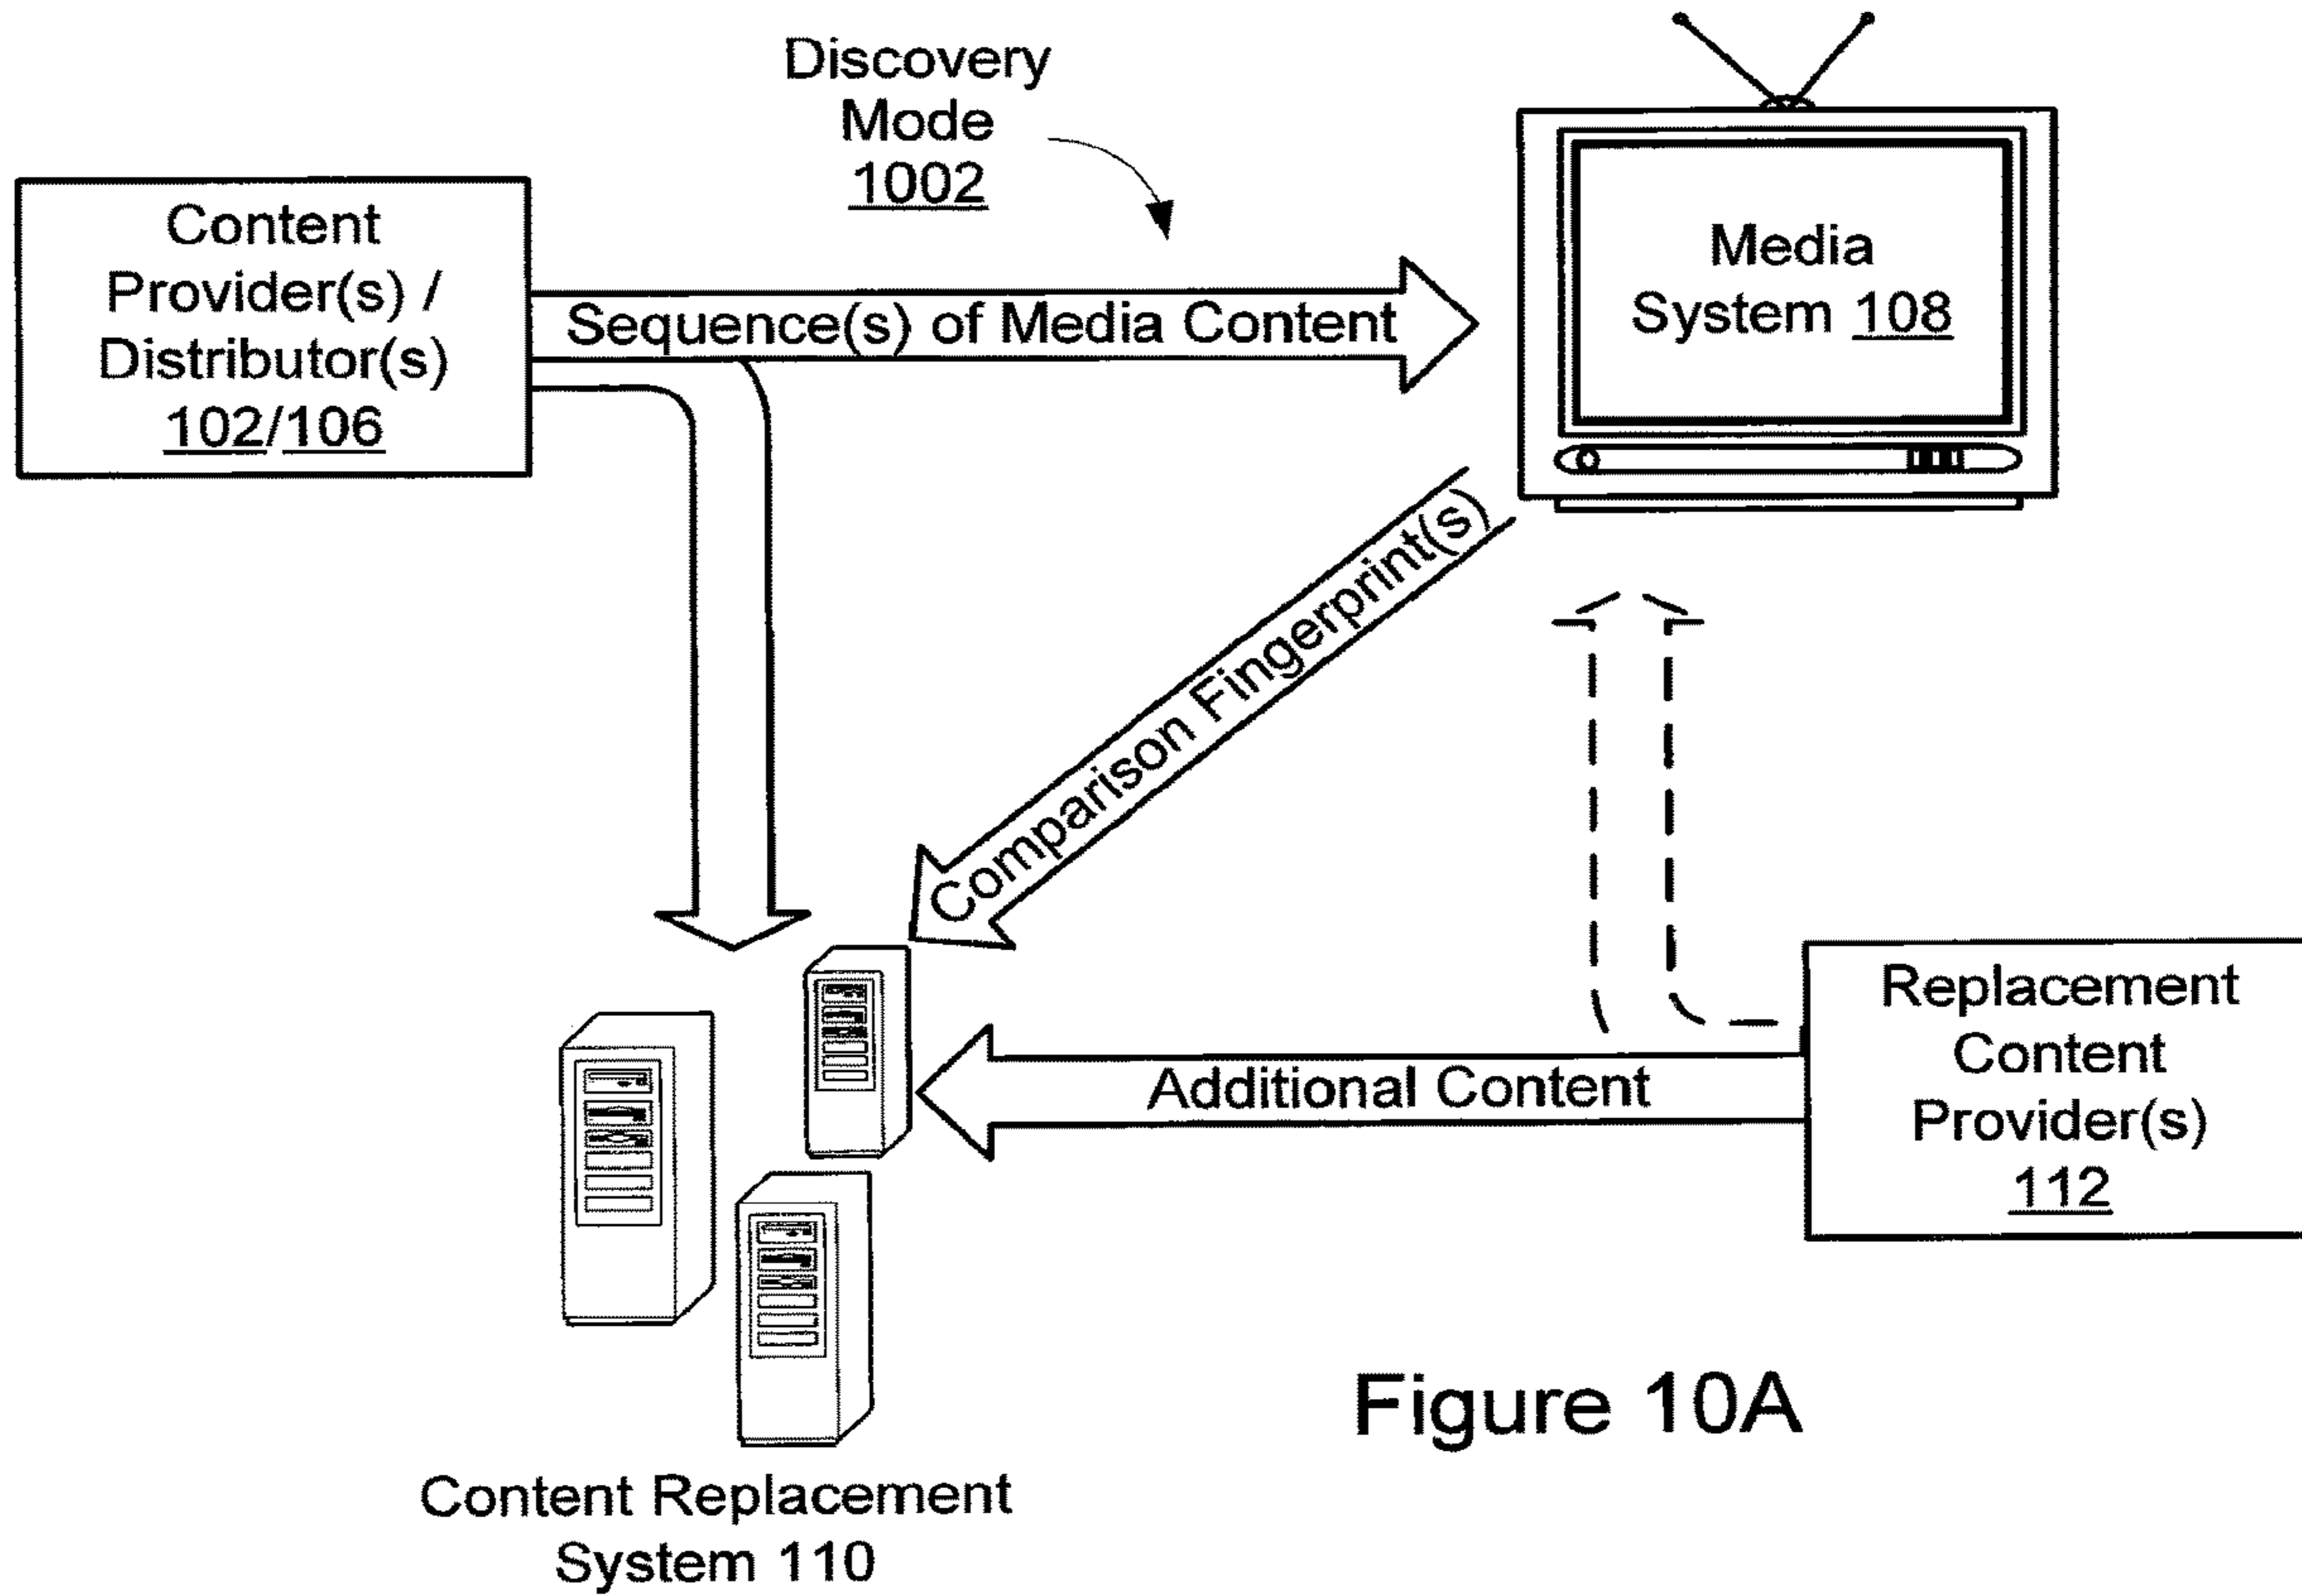 Discovery
Mode
1002
Content
Provider(s) /
Distributor(s)
102/106
Sequence(s) of Media Content
Media
System 108
Comparison Fingerprint(s)
Additional Content
Replacement
Content
Provider(s)
112
Figure 10A
Content Replacement
System 110